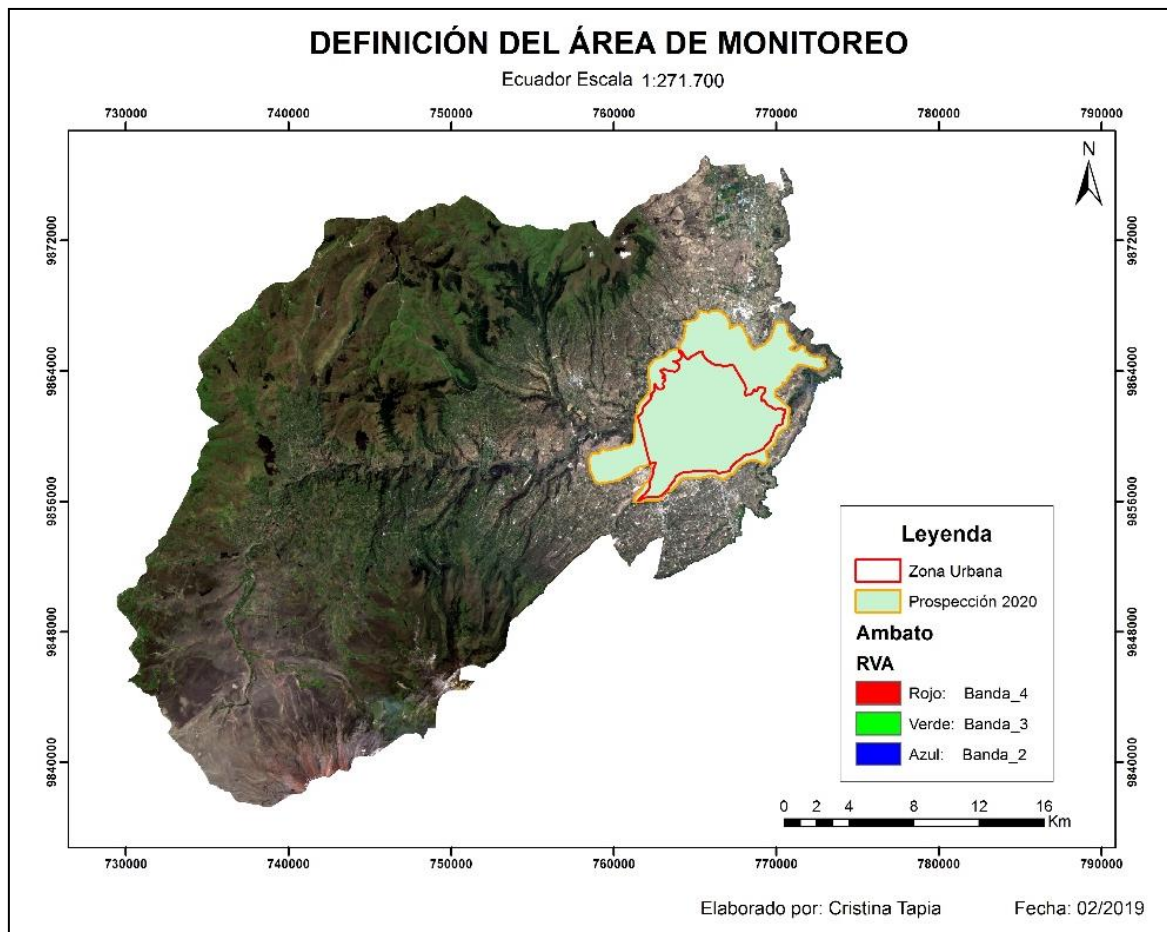 DEFINICIÓN DEL ÁREA DE MONITOREO
Ecuador Escala 1:271.700
730000 740000 750000 760000 770000 780000 790000
N
9872000 9872000
9864000 9864000
9856000 9856000
9848000 9848000
9840000 9840000
Leyenda
Zona Urbana
Prospección 2020
Ambato
RVA
Rojo: Banda_4
Verde: Banda_3
Azul: Banda_2
0 2 4 8 12 16
Km
730000 740000 750000 760000 770000 780000 790000
Elaborado por: Cristina Tapia Fecha: 02/2019